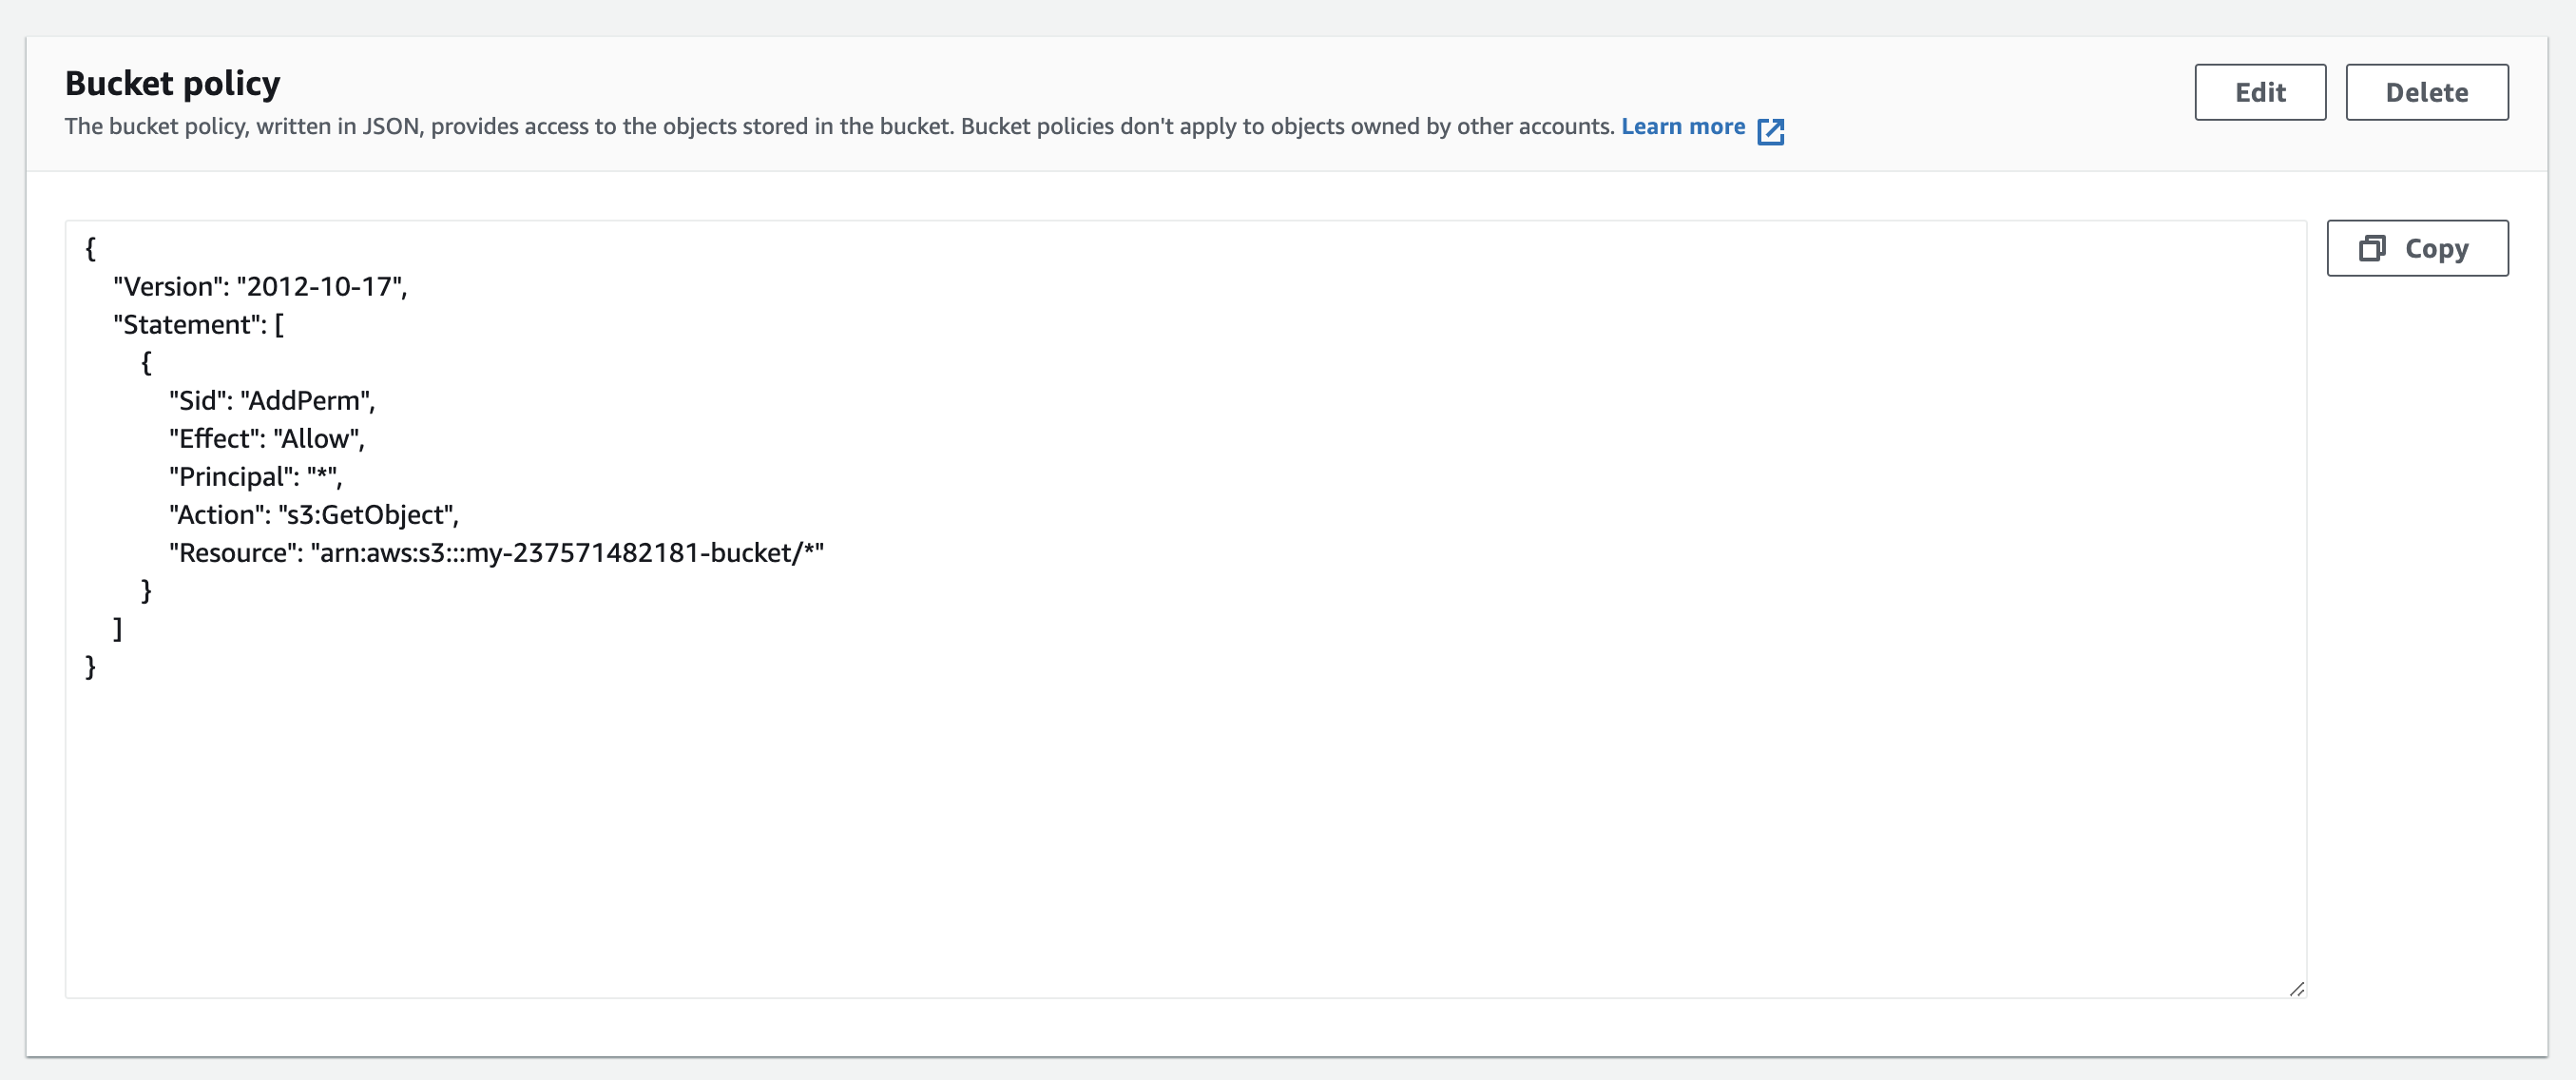 Bucket policy
Edit
Delete
The bucket policy, written in JSON, provides access to the objects stored in the bucket. Bucket policies don't apply to objects owned by other accounts. Learn more
Copy
{
"Version": "2012-10-17",
"Statement": [
{
"Sid": "AddPerm",
"Effect": "Allow",
"Principal": "*",
"Action": "s3:GetObject",
"Resource": "arn:aws:s3:::my-237571482181-bucket/*"
}
]
}